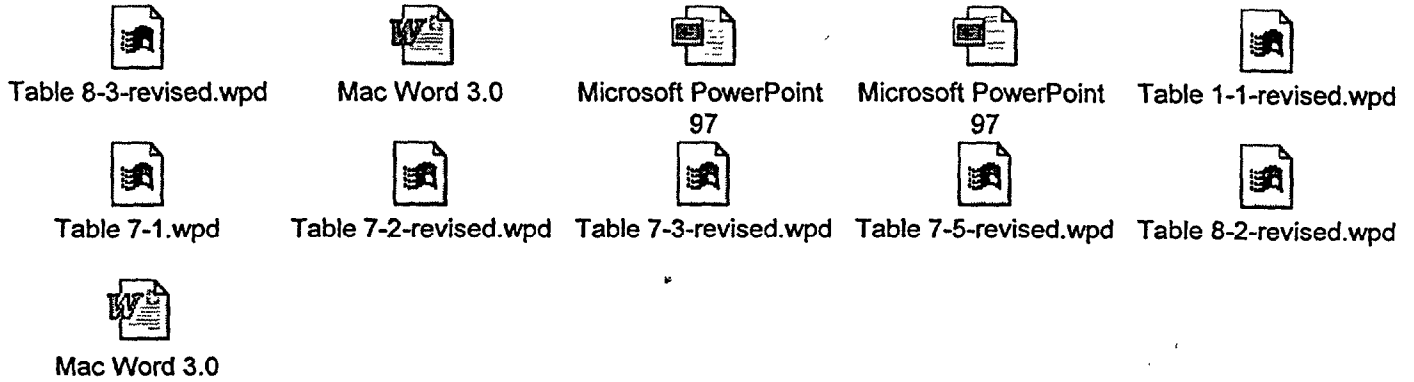 Table 8-3-revised.wpd Mac Word 3.0 Microsoft PowerPoint 97 Microsoft PowerPoint 97 Table 1-1-revised.wpd
Table 7-1.wpd Table 7-2-revised.wpd Table 7-3-revised.wpd Table 7-5-revised.wpd Table 8-2-revised.wpd
Mac Word 3.0